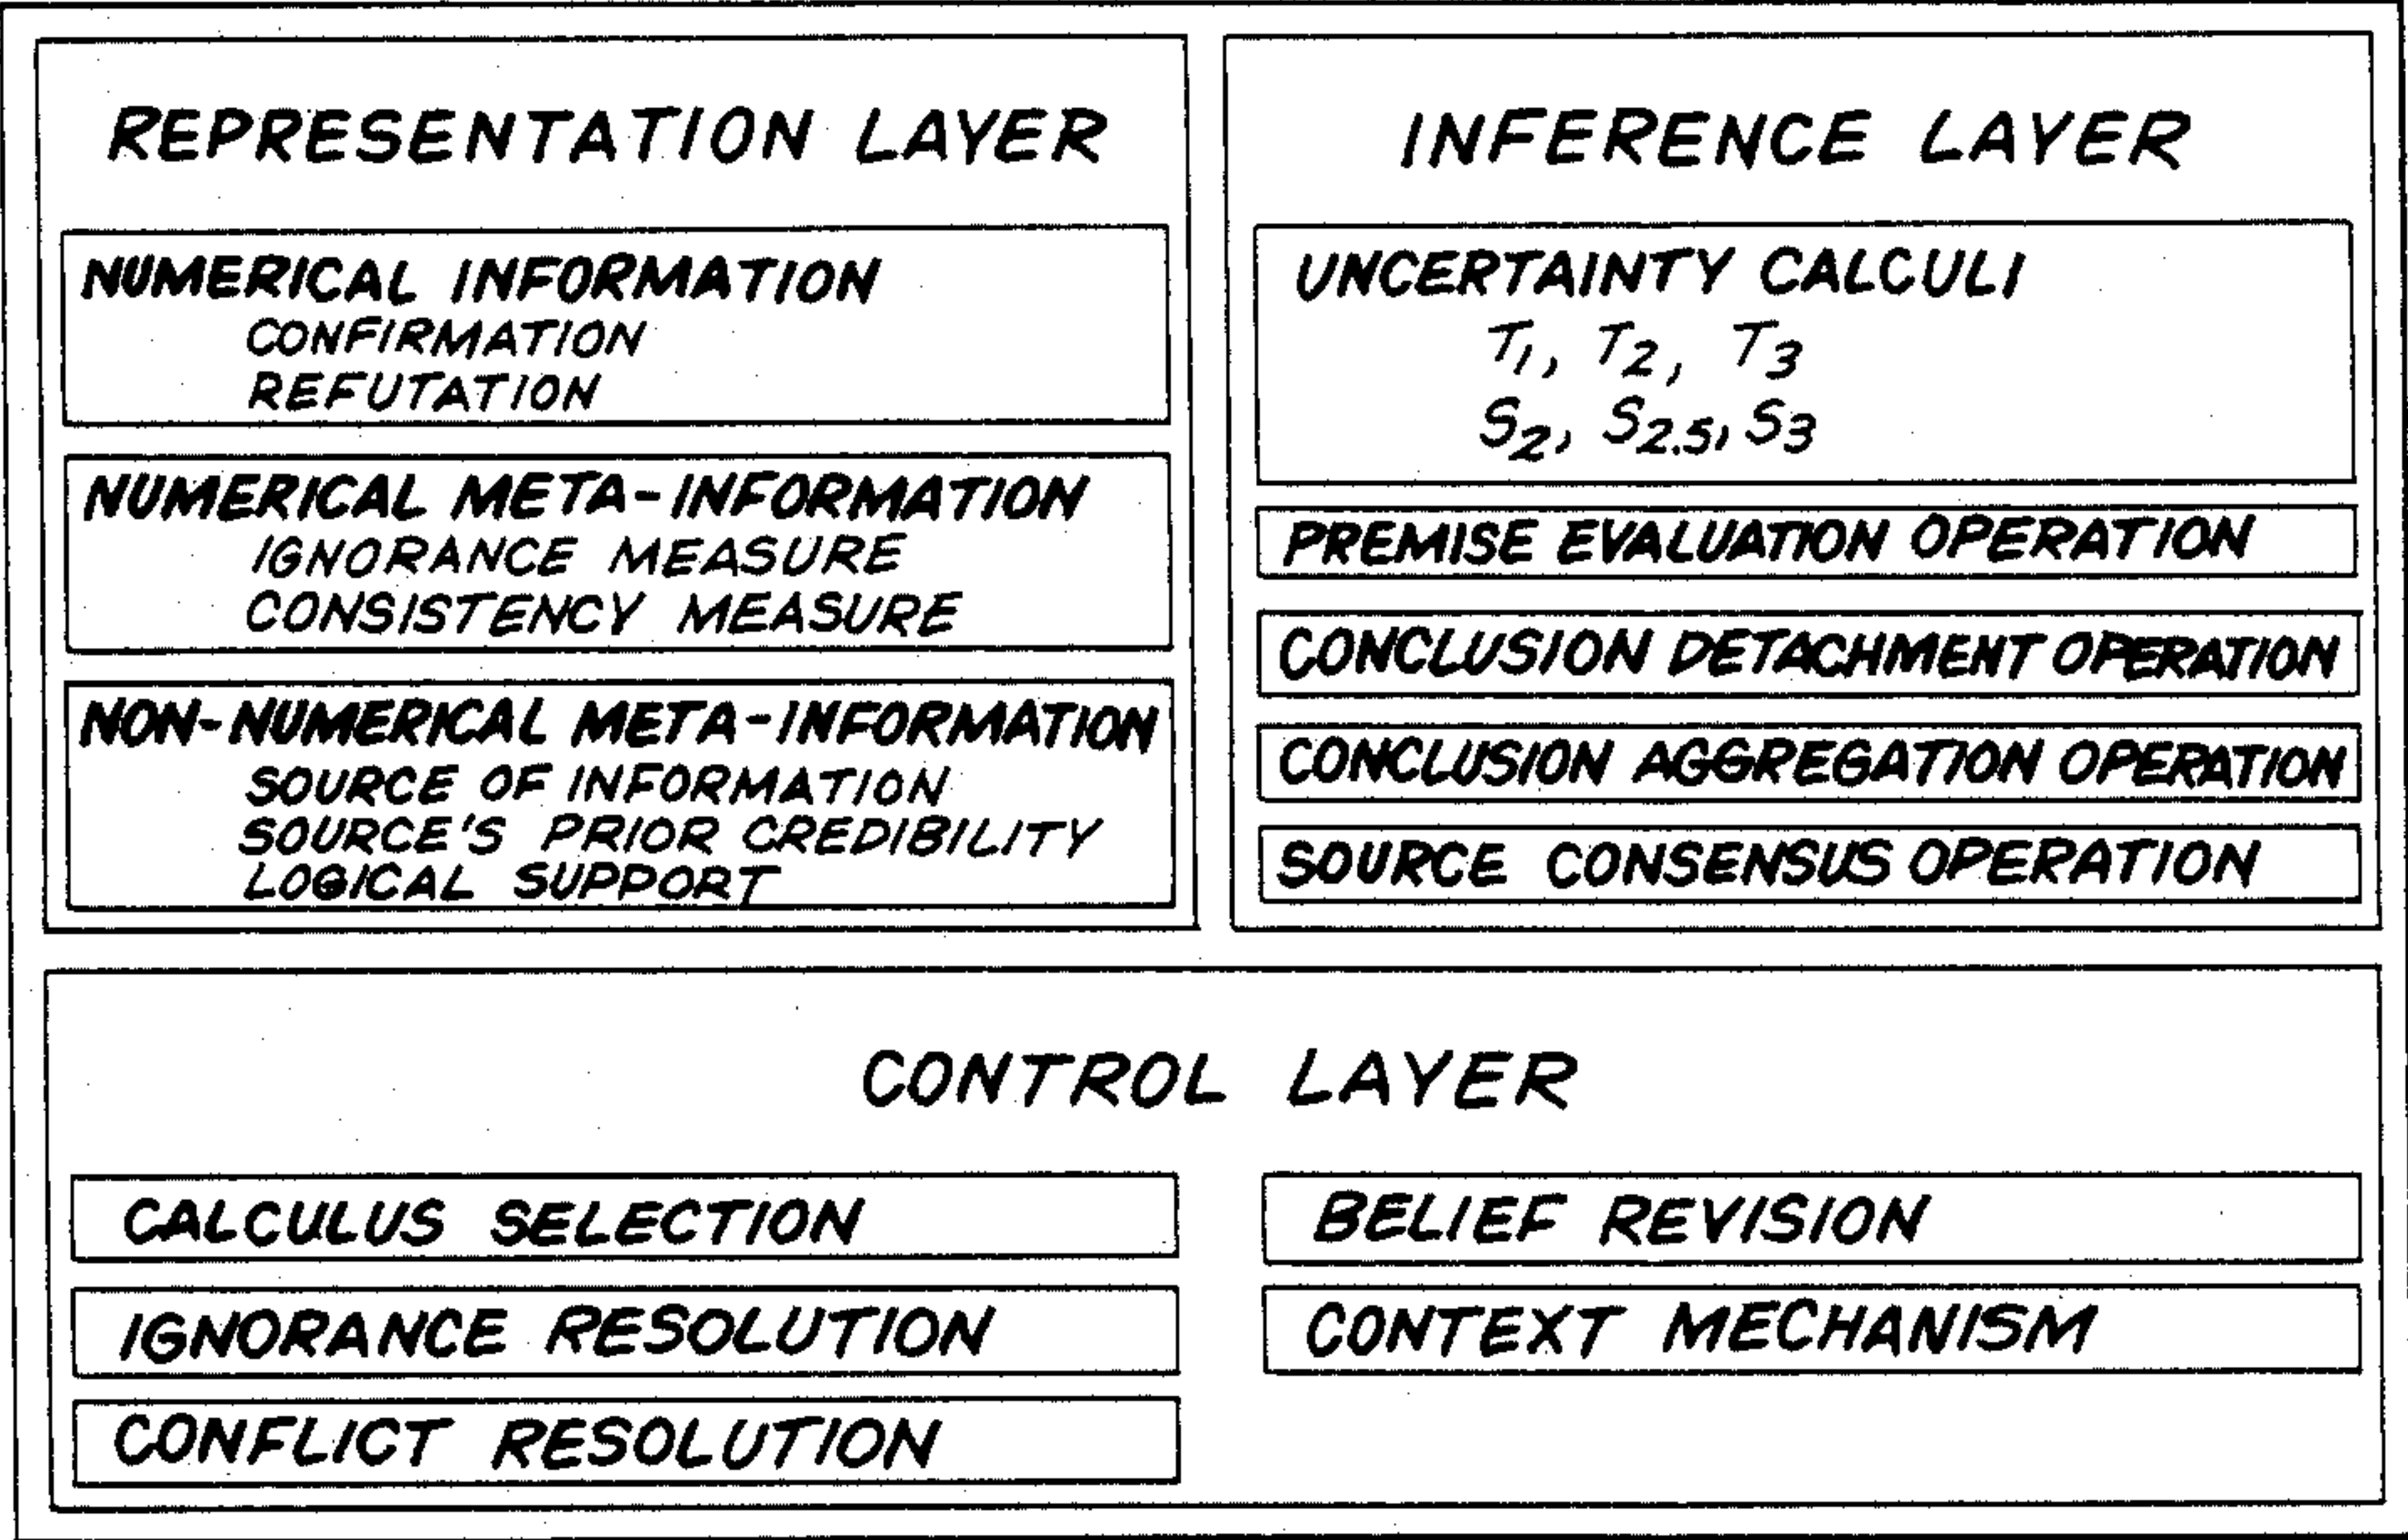 REPRESENTATION LAYER
NUMERICAL INFORMATION
CONFIRMATION
REFUTATION
NUMERICAL META-INFORMATION
IGNORANCE MEASURE
CONSISTENCY MEASURE
NON-NUMERICAL META-INFORMATION
SOURCE OF INFORMATION
SOURCE'S PRIOR CREDIBILITY
LOGICAL SUPPORT
INFERENCE LAYER
UNCERTAINTY CALCULI
T1, T2, T3
S2, S2.5, S3
PREMISE EVALUATION OPERATION
CONCLUSION DETACHMENT OPERATION
CONCLUSION AGGREGATION OPERATION
SOURCE CONSENSUS OPERATION
CONTROL LAYER
CALCULUS SELECTION
IGNORANCE RESOLUTION
CONFLICT RESOLUTION
BELIEF REVISION
CONTEXT MECHANISM